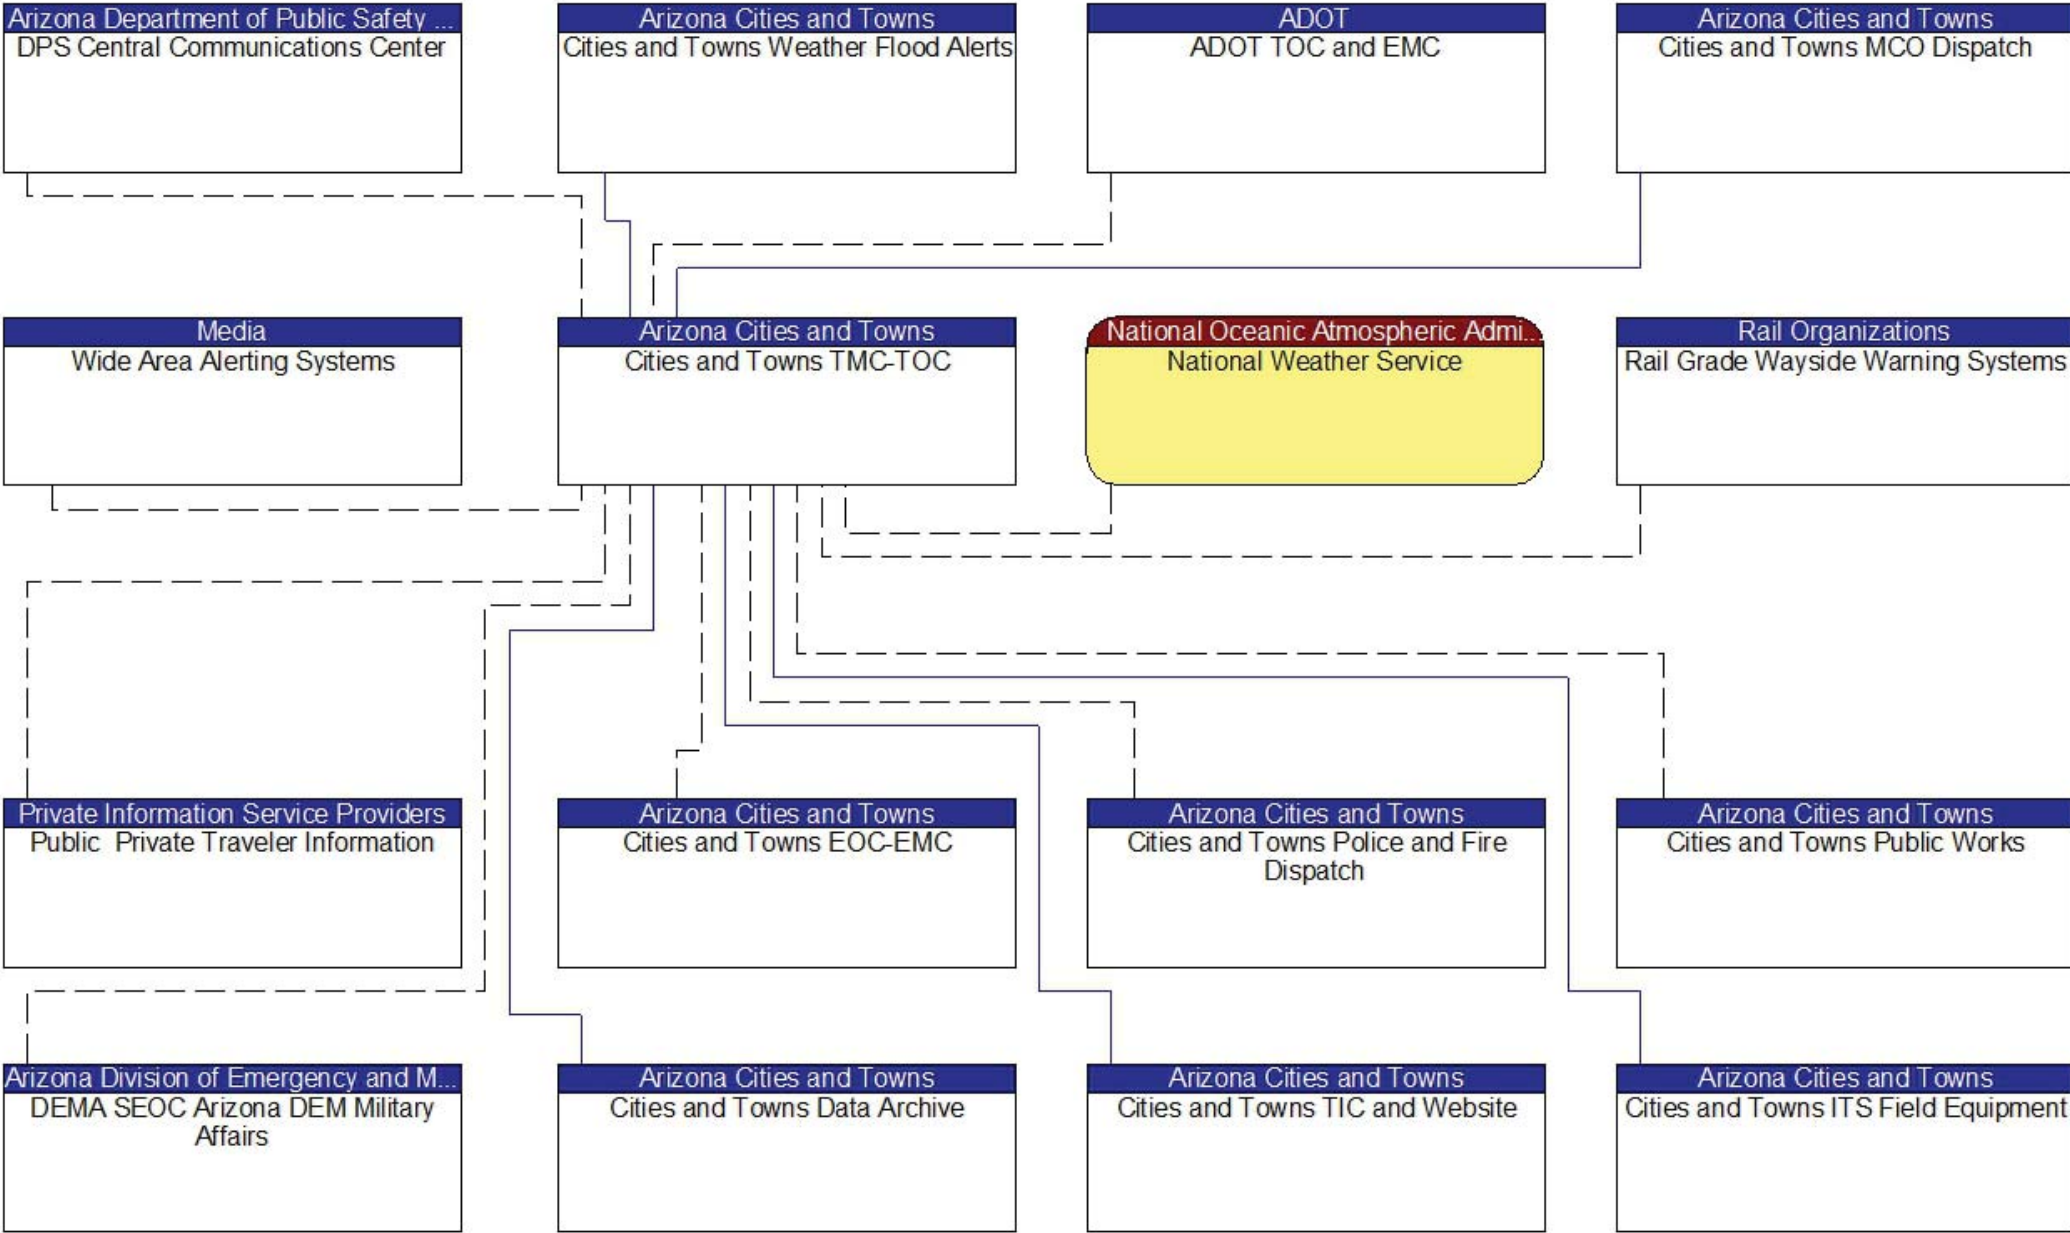 Arizona Department of Public Safety ...
DPS Central Communications Center
Arizona Cities and Towns
Cities and Towns Weather Flood Alerts
ADOT
ADOT TOC and EMC
Arizona Cities and Towns
Cities and Towns MCO Dispatch
Media
Wide Area Alerting Systems
Arizona Cities and Towns
Cities and Towns TMC-TOC
National Oceanic Atmospheric Admi...
National Weather Service
Rail Organizations
Rail Grade Wayside Warning Systems
Private Information Service Providers
Public  Private Traveler Information
Arizona Cities and Towns
Cities and Towns EOC-EMC
Arizona Cities and Towns
Cities and Towns Police and Fire
Dispatch
Arizona Cities and Towns
Cities and Towns Public Works
Arizona Division of Emergency and M...
DEMA SEOC Arizona DEM Military
Affairs
Arizona Cities and Towns
Cities and Towns Data Archive
Arizona Cities and Towns
Cities and Towns TIC and Website
Arizona Cities and Towns
Cities and Towns ITS Field Equipment